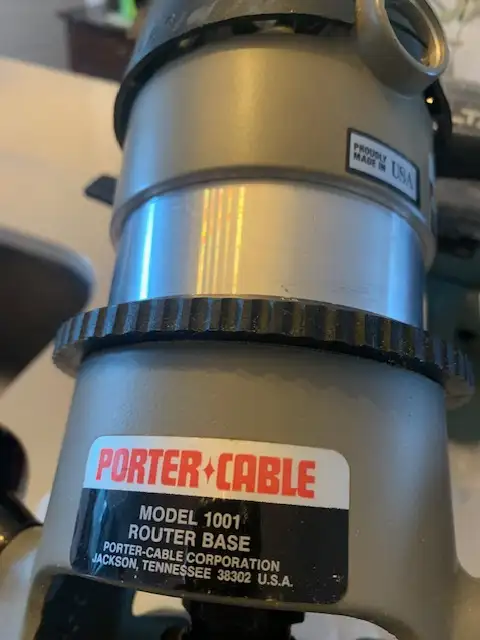 PROUDLY
MADE IN USA
PORTER+CABLE
MODEL 1001
ROUTER BASE
PORTER-CABLE CORPORATION
JACKSON, TENNESSEE 38302 U.S.A.